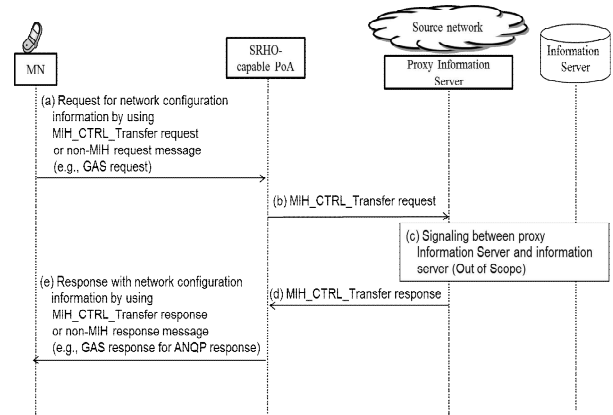 Source network
MN
SRHO-
capable PoA
Proxy Information
Server
Information
Server
(a) Request for network configuration
information by using
MIH_CTRL_Transfer request
or non-MIH request message
(e.g., GAS request)
(b) MIH_CTRL_Transfer request
(c) Signaling between proxy
Information Server and information
server (Out of Scope)
(d) MIH_CTRL_Transfer response
(e) Response with network configuration
information by using
MIH_CTRL_Transfer response
or non-MIH response message
(e.g., GAS response for ANQP response)